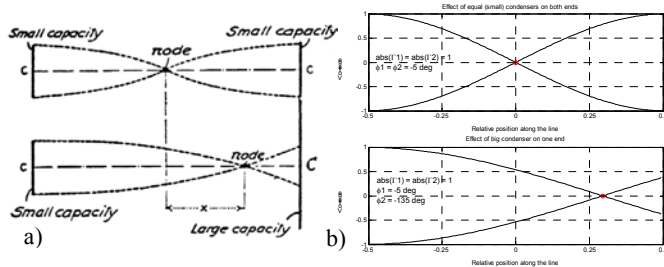 Small capacity
node
Small capacity
c
c
c
node
C
Small capacity
x
Large capacity
a)
Effect of equal (small) condensers on both ends
1
0.5
0
-0.5
-1
abs(Γ1) = abs(Γ2) = 1
ϕ1 = ϕ2 = -5 deg
-0.5
-0.25
0
0.25
0.5
Relative position along the line
Effect of big condenser on one end
1
0.5
0
-0.5
-1
abs(Γ1) = abs(Γ2) = 1
ϕ1 = -5 deg
ϕ2 = -135 deg
-0.5
-0.25
0
0.25
0.5
Relative position along the line
b)